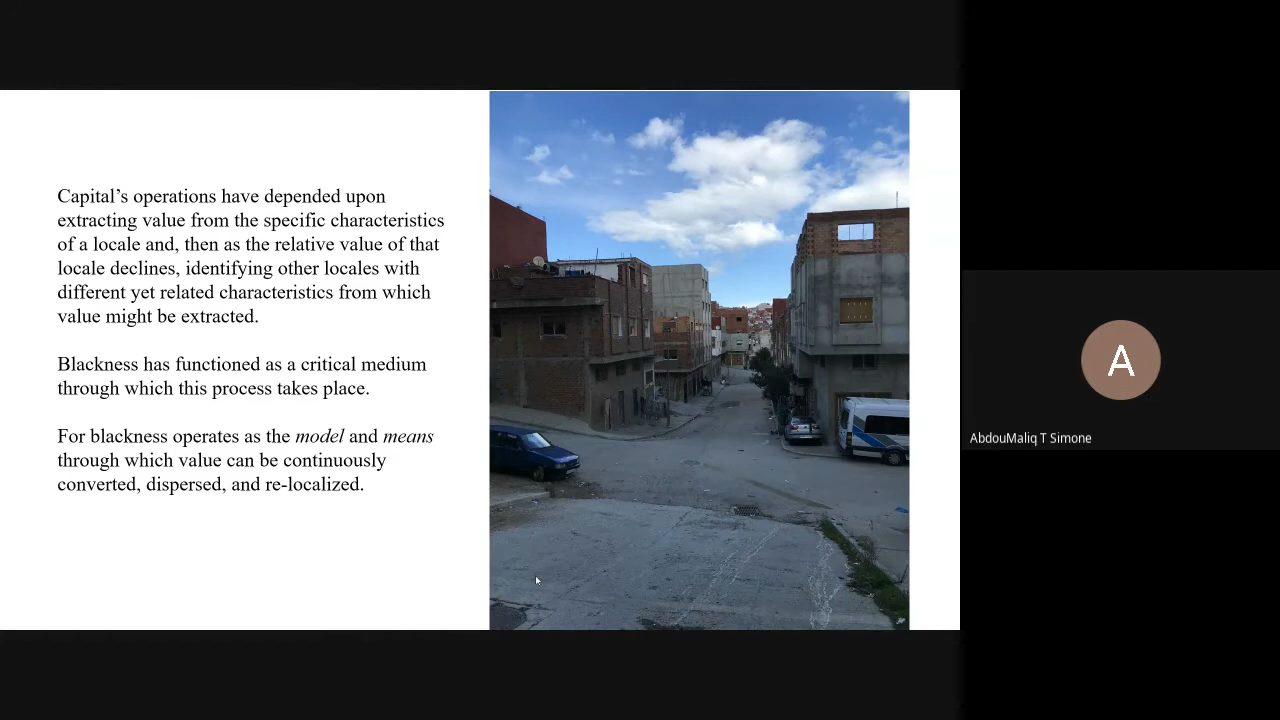 Capital’s operations have depended upon
extracting value from the specific characteristics
of a locale and, then as the relative value of that
locale declines, identifying other locales with
different yet related characteristics from which
value might be extracted.
Blackness has functioned as a critical medium
through which this process takes place.
For blackness operates as the model and means
through which value can be continuously
converted, dispersed, and re-localized.
A
AbdouMaliq T Simone